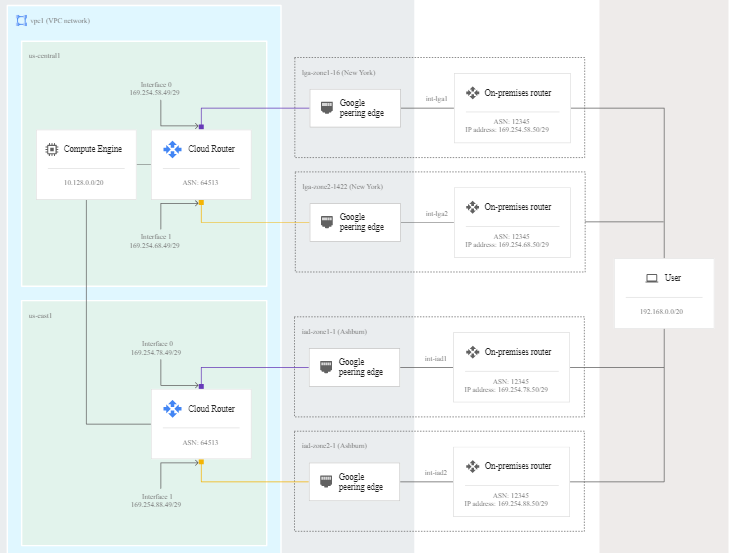 vpc1 (VPC network)
us-central1
Interface 0
169.254.58.49/29
Compute Engine
10.128.0.0/20
Cloud Router
ASN: 64513
Interface 1
169.254.68.49/29
lga-zone1-16 (New York)
Google
peering edge
int-lga1
On-premises router
ASN: 12345
IP address: 169.254.58.50/29
lga-zone2-1422 (New York)
Google
peering edge
int-lga2
On-premises router
ASN: 12345
IP address: 169.254.68.50/29
User
192.168.0.0/20
us-east1
Interface 0
169.254.78.49/29
Cloud Router
ASN: 64513
Interface 1
169.254.88.49/29
iad-zone1-1 (Ashburn)
Google
peering edge
int-iad1
On-premises router
ASN: 12345
IP address: 169.254.78.50/29
iad-zone2-1 (Ashburn)
Google
peering edge
int-iad2
On-premises router
ASN: 12345
IP address: 169.254.88.50/29